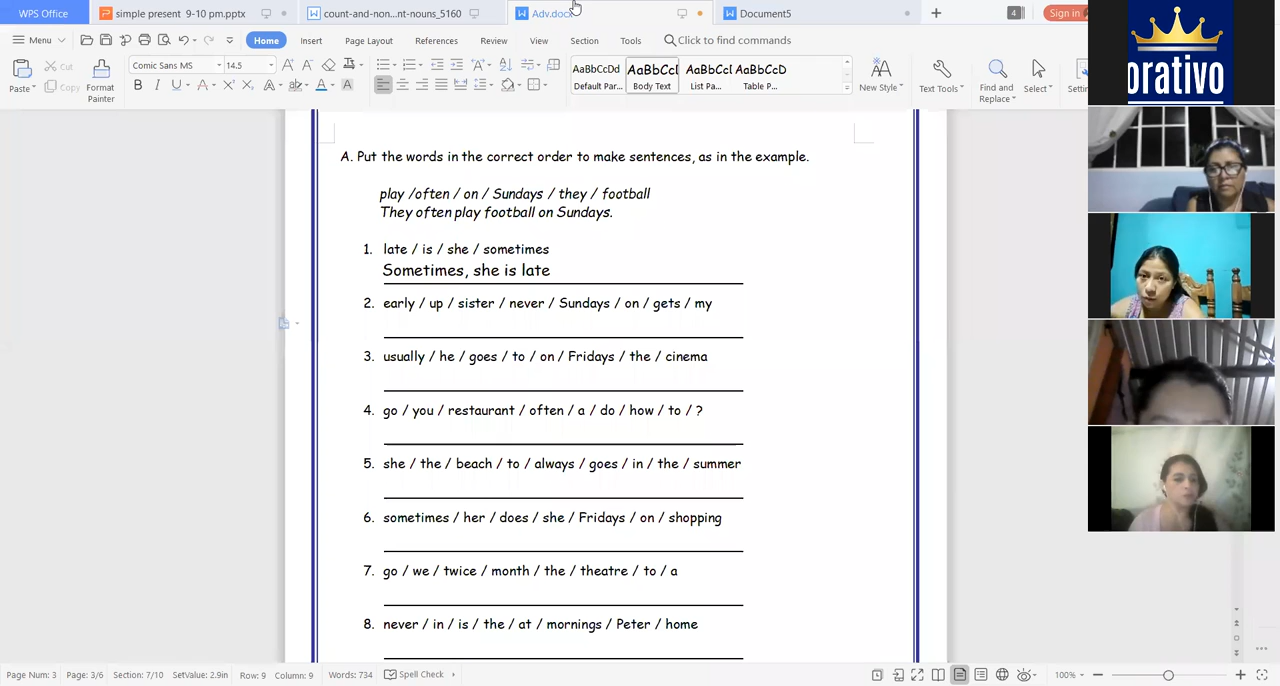 WPS Office
simple present 9-10 pm.pptx
count-and-non...nt-nouns_5160
Adv.docx
Document5
4
Sign in
Menu
Home
Insert
Page Layout
References
Review
View
Section
Tools
Click to find commands
Paste
Cut
Copy
Format Painter
Comic Sans MS
14.5
AaBbCcDd
Default Par...
AaBbCcI
Body Text
AaBbCcI
List Pa...
AaBbCcD
Table P...
New Style
Text Tools
Find and Replace
Select
orativo
A. Put the words in the correct order to make sentences, as in the example.
play /often / on / Sundays / they / football
They often play football on Sundays.
1. late / is / she / sometimes
Sometimes, she is late
2. early / up / sister / never / Sundays / on / gets / my
3. usually / he / goes / to / on / Fridays / the / cinema
4. go / you / restaurant / often / a / do / how / to / ?
5. she / the / beach / to / always / goes / in / the / summer
6. sometimes / her / does / she / Fridays / on / shopping
7. go / we / twice / month / the / theatre / to / a
8. never / in / is / the / at / mornings / Peter / home
Page Num: 3
Page: 3/6
Section: 7/10
SetValue: 2.9in
Row: 9
Column: 9
Words: 734
Spell Check
100%